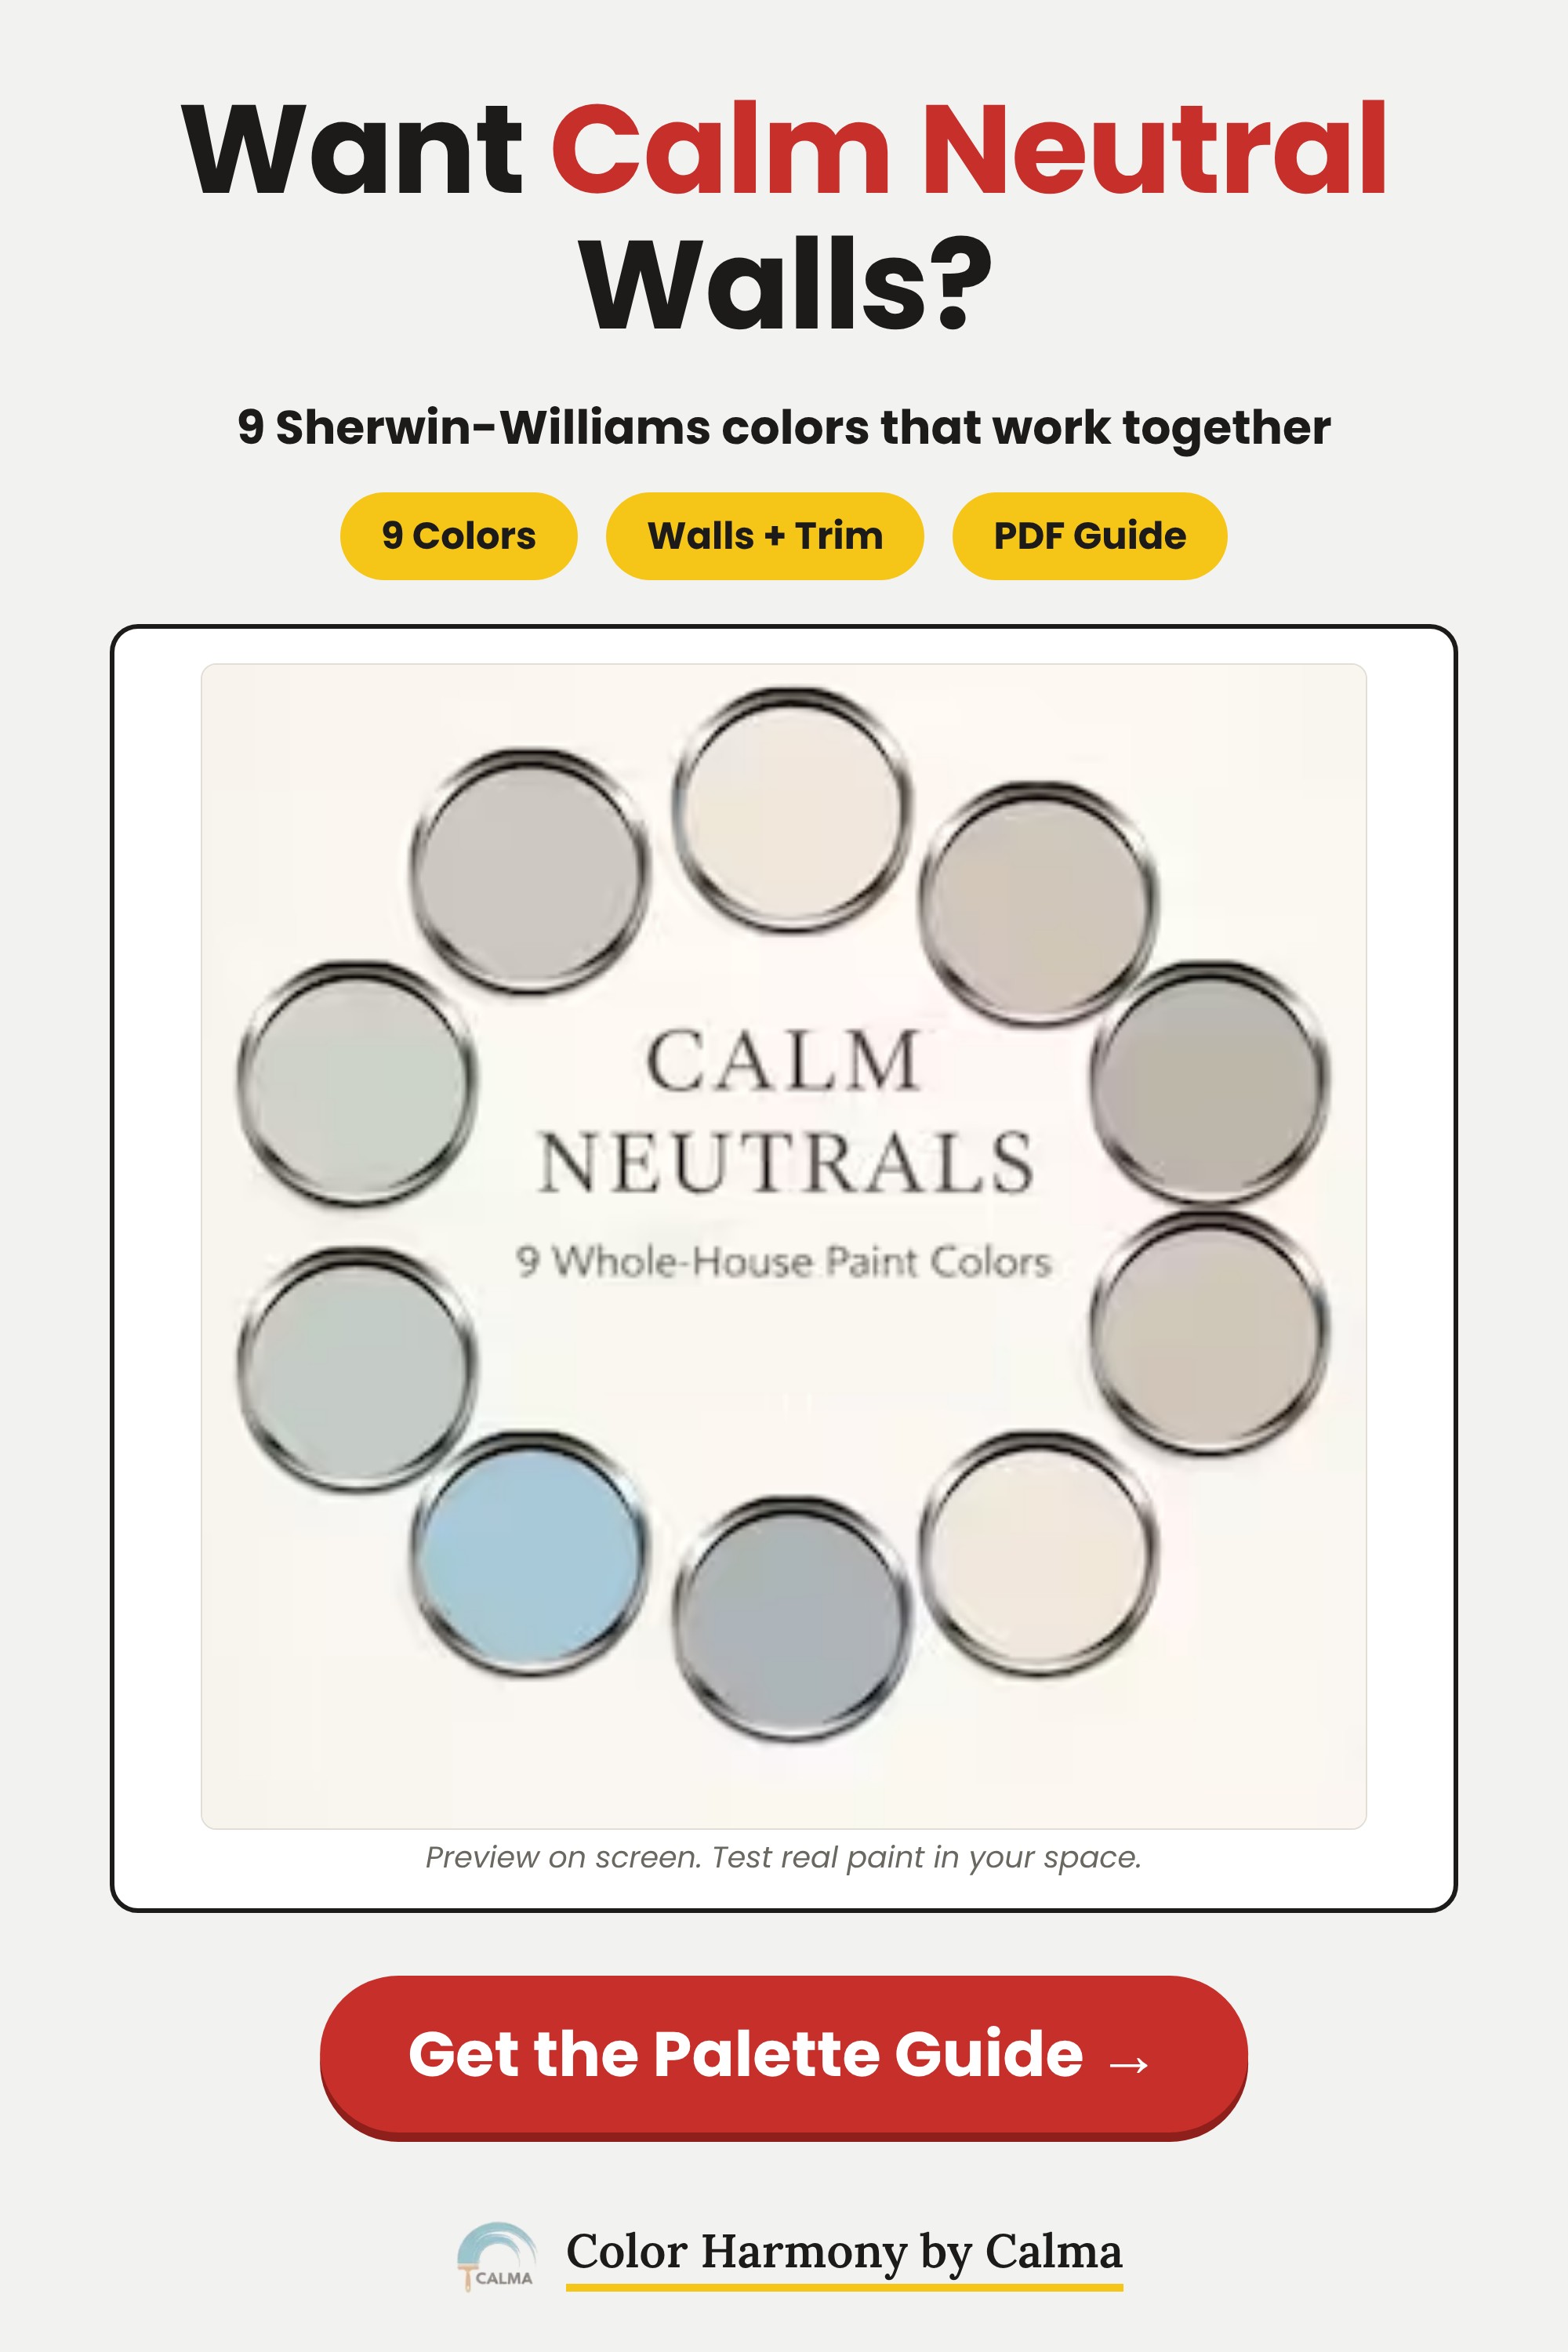 Want Calm Neutral
Walls?
9 Sherwin-Williams colors that work together
9 Colors
Walls + Trim
PDF Guide
CALM
NEUTRALS
9 Whole-House Paint Colors
Preview on screen. Test real paint in your space.
Get the Palette Guide →
CALMA
Color Harmony by Calma